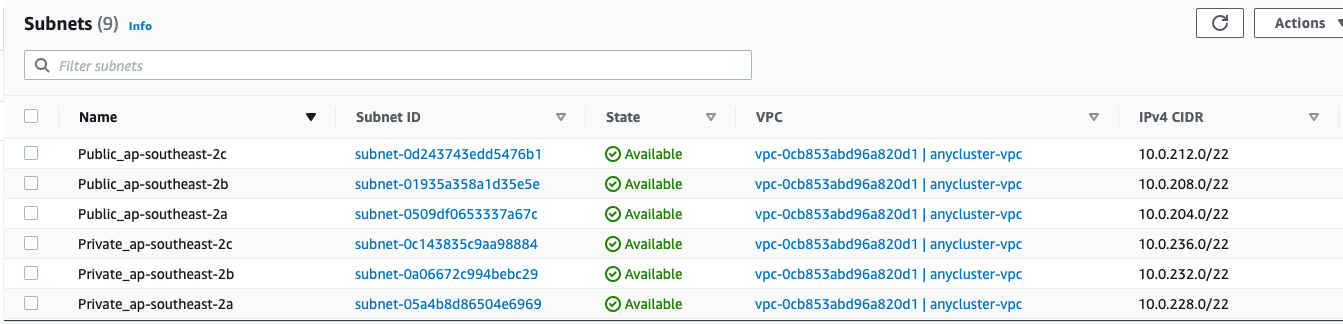 Subnets (9) Info
Actions
Filter subnets
Name Subnet ID State VPC IPv4 CIDR
Public_ap-southeast-2c subnet-0d243743edd5476b1 Available vpc-0cb853abd96a820d1 | anycluster-vpc 10.0.212.0/22
Public_ap-southeast-2b subnet-01935a358a1d35e5e Available vpc-0cb853abd96a820d1 | anycluster-vpc 10.0.208.0/22
Public_ap-southeast-2a subnet-0509df0653337a67c Available vpc-0cb853abd96a820d1 | anycluster-vpc 10.0.204.0/22
Private_ap-southeast-2c subnet-0c143835c9aa98884 Available vpc-0cb853abd96a820d1 | anycluster-vpc 10.0.236.0/22
Private_ap-southeast-2b subnet-0a06672c994bebc29 Available vpc-0cb853abd96a820d1 | anycluster-vpc 10.0.232.0/22
Private_ap-southeast-2a subnet-05a4b8d86504e6969 Available vpc-0cb853abd96a820d1 | anycluster-vpc 10.0.228.0/22